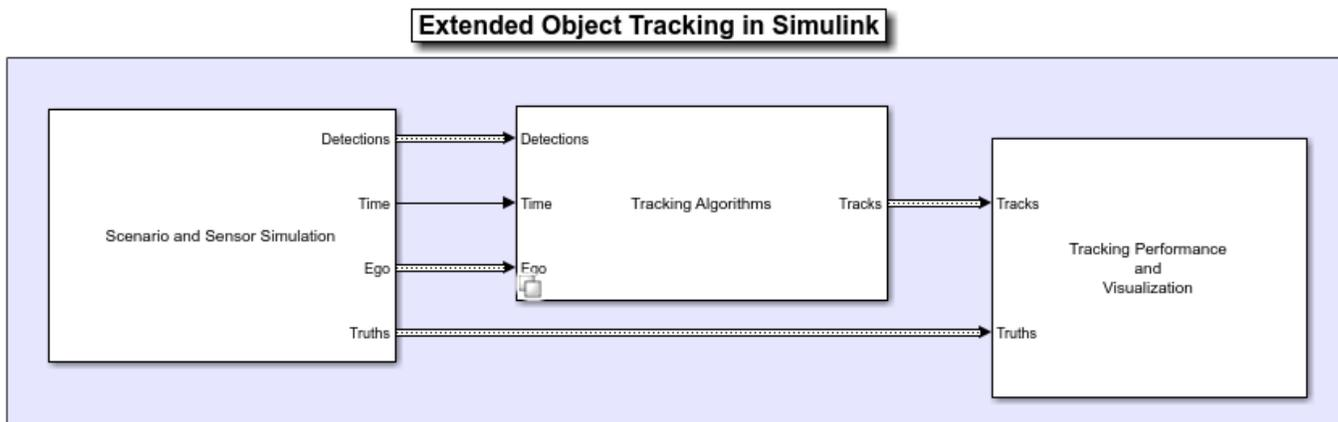 Extended Object Tracking in Simulink
Scenario and Sensor Simulation
Detections
Time
Ego
Truths
Detections
Time
Ego
Tracking Algorithms
Tracks
Tracks
Truths
Tracking Performance
and
Visualization